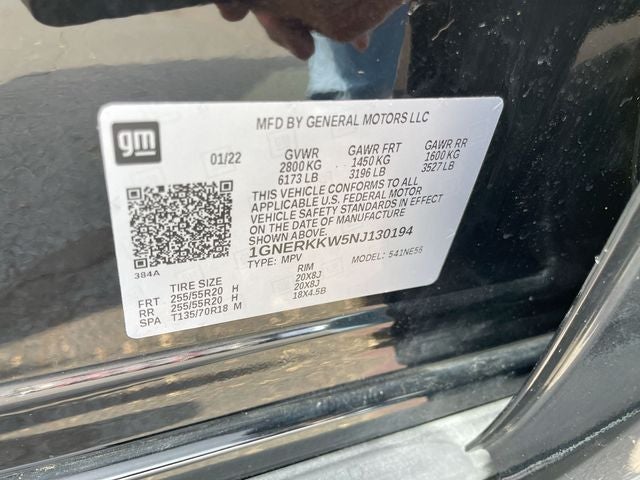 gm
MFD BY GENERAL MOTORS LLC
01/22 GVWR GAWR FRT GAWR RR
2800 KG 1450 KG 1600 KG
6173 LB 3196 LB 3527 LB
THIS VEHICLE CONFORMS TO ALL
APPLICABLE U.S. FEDERAL MOTOR
VEHICLE SAFETY STANDARDS IN EFFECT
ON THE DATE OF MANUFACTURE
SHOWN ABOVE.
1GNERKKW5NJ130194
TYPE: MPV MODEL: 541NE56
384A
TIRE SIZE RIM
FRT 255/55R20 H 20X8J
RR 255/55R20 H 20X8J
SPA T135/70R18 M 18X4.5B